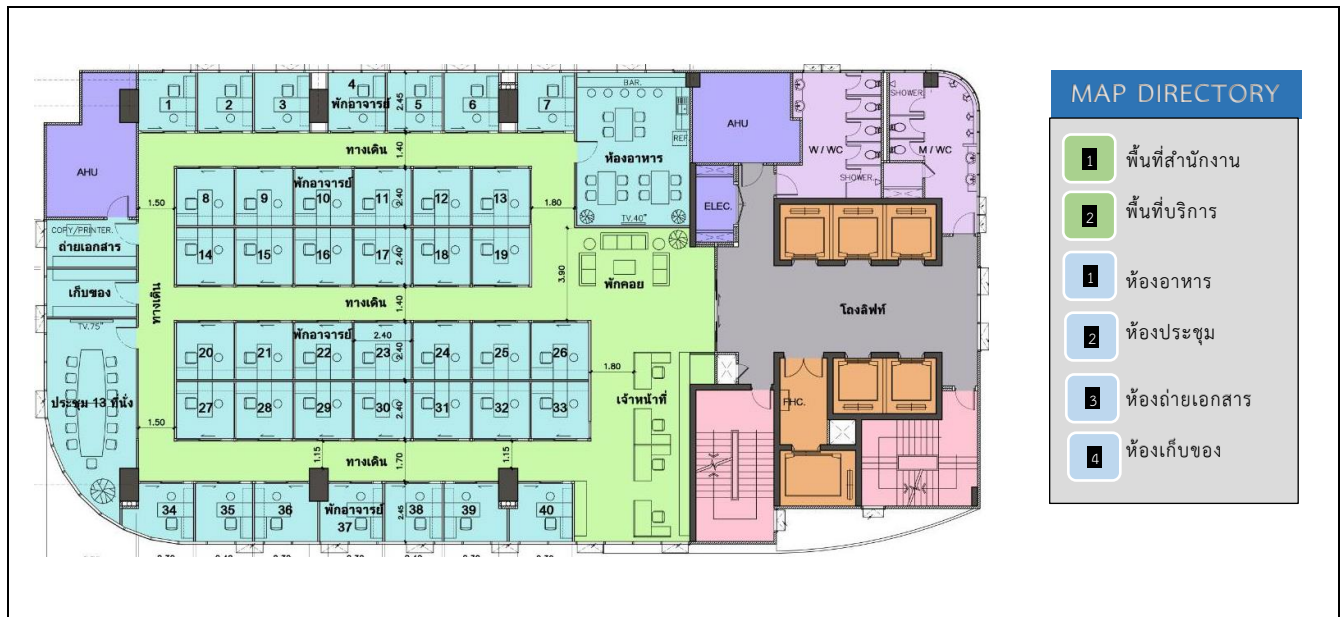 1 2 3 4 5 6 7
พักอาจารย์
2.45
BAR.
REF
ห้องอาหาร
TV.40"
AHU
W / WC
SHOWER
SHOWER
M / WC
AHU
ELEC.
ทางเดิน
1.40
พักอาจารย์
2.40
8 9 10 11 12 13
1.50
1.80
14 15 16 17 18 19
2.40
COPY/PRINTER.
ถ่ายเอกสาร
เก็บของ
ทางเดิน
3.90
พักคอย
ทางเดิน
1.40
โถงลิฟท์
TV.75"
ประชุม 13 ที่นั่ง
พักอาจารย์
2.40
2.40
20 21 22 23 24 25 26
1.80
27 28 29 30 31 32 33
2.40
1.50
เจ้าหน้าที่
FHC.
1.15
ทางเดิน
1.70
1.15
34 35 36 37 38 39 40
พักอาจารย์
2.45
MAP DIRECTORY
1 พื้นที่สำนักงาน
2 พื้นที่บริการ
1 ห้องอาหาร
2 ห้องประชุม
3 ห้องถ่ายเอกสาร
4 ห้องเก็บของ